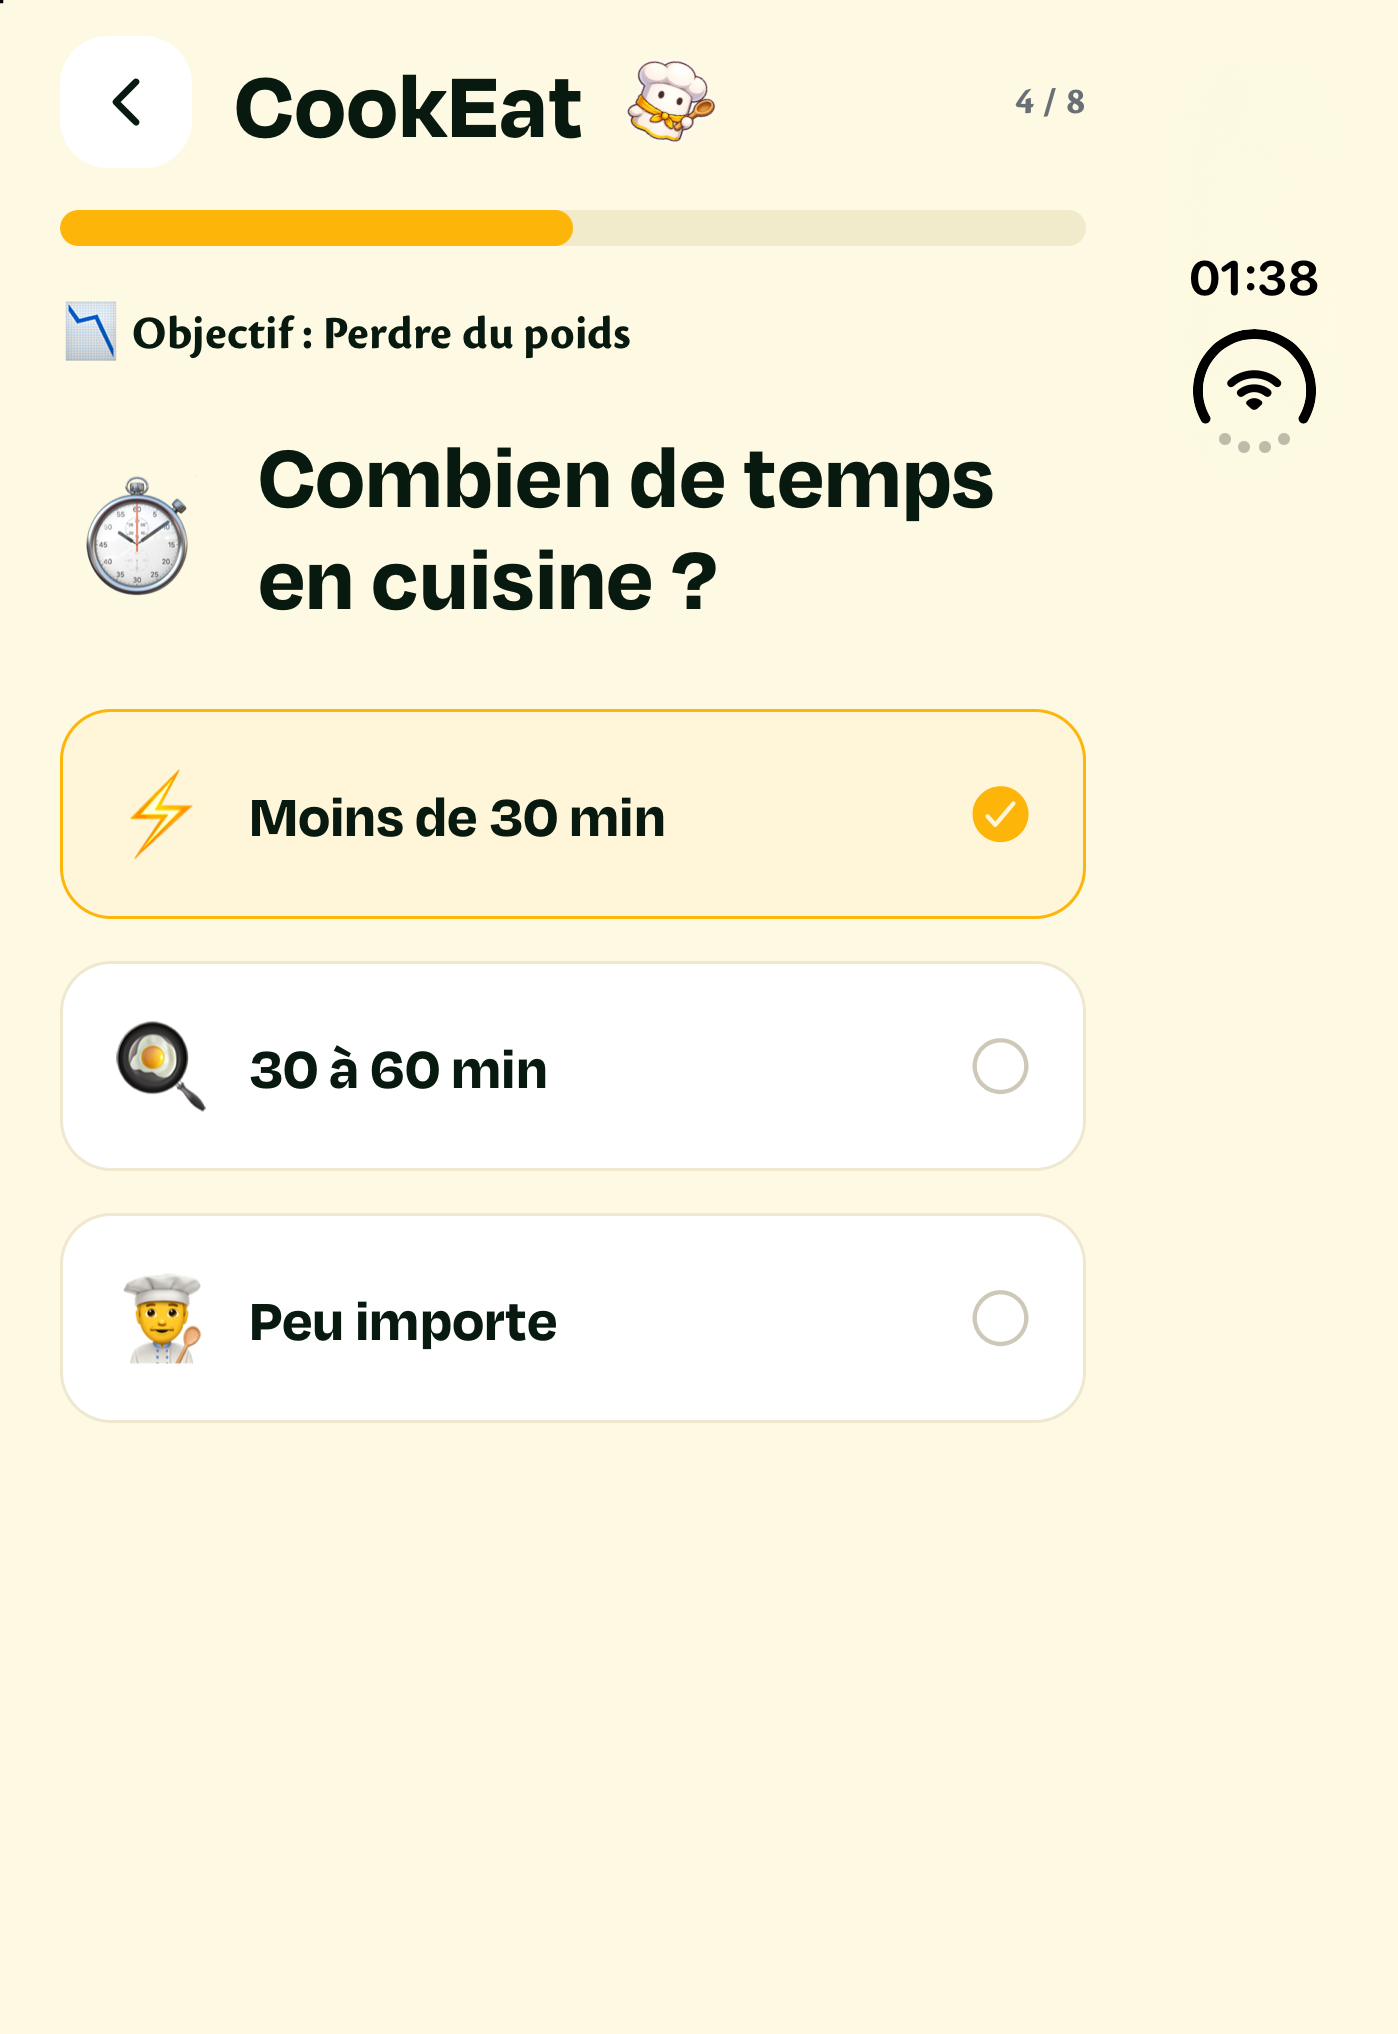 CookEat
4 / 8
01:38
Objectif : Perdre du poids
Combien de temps
en cuisine ?
Moins de 30 min
30 à 60 min
Peu importe